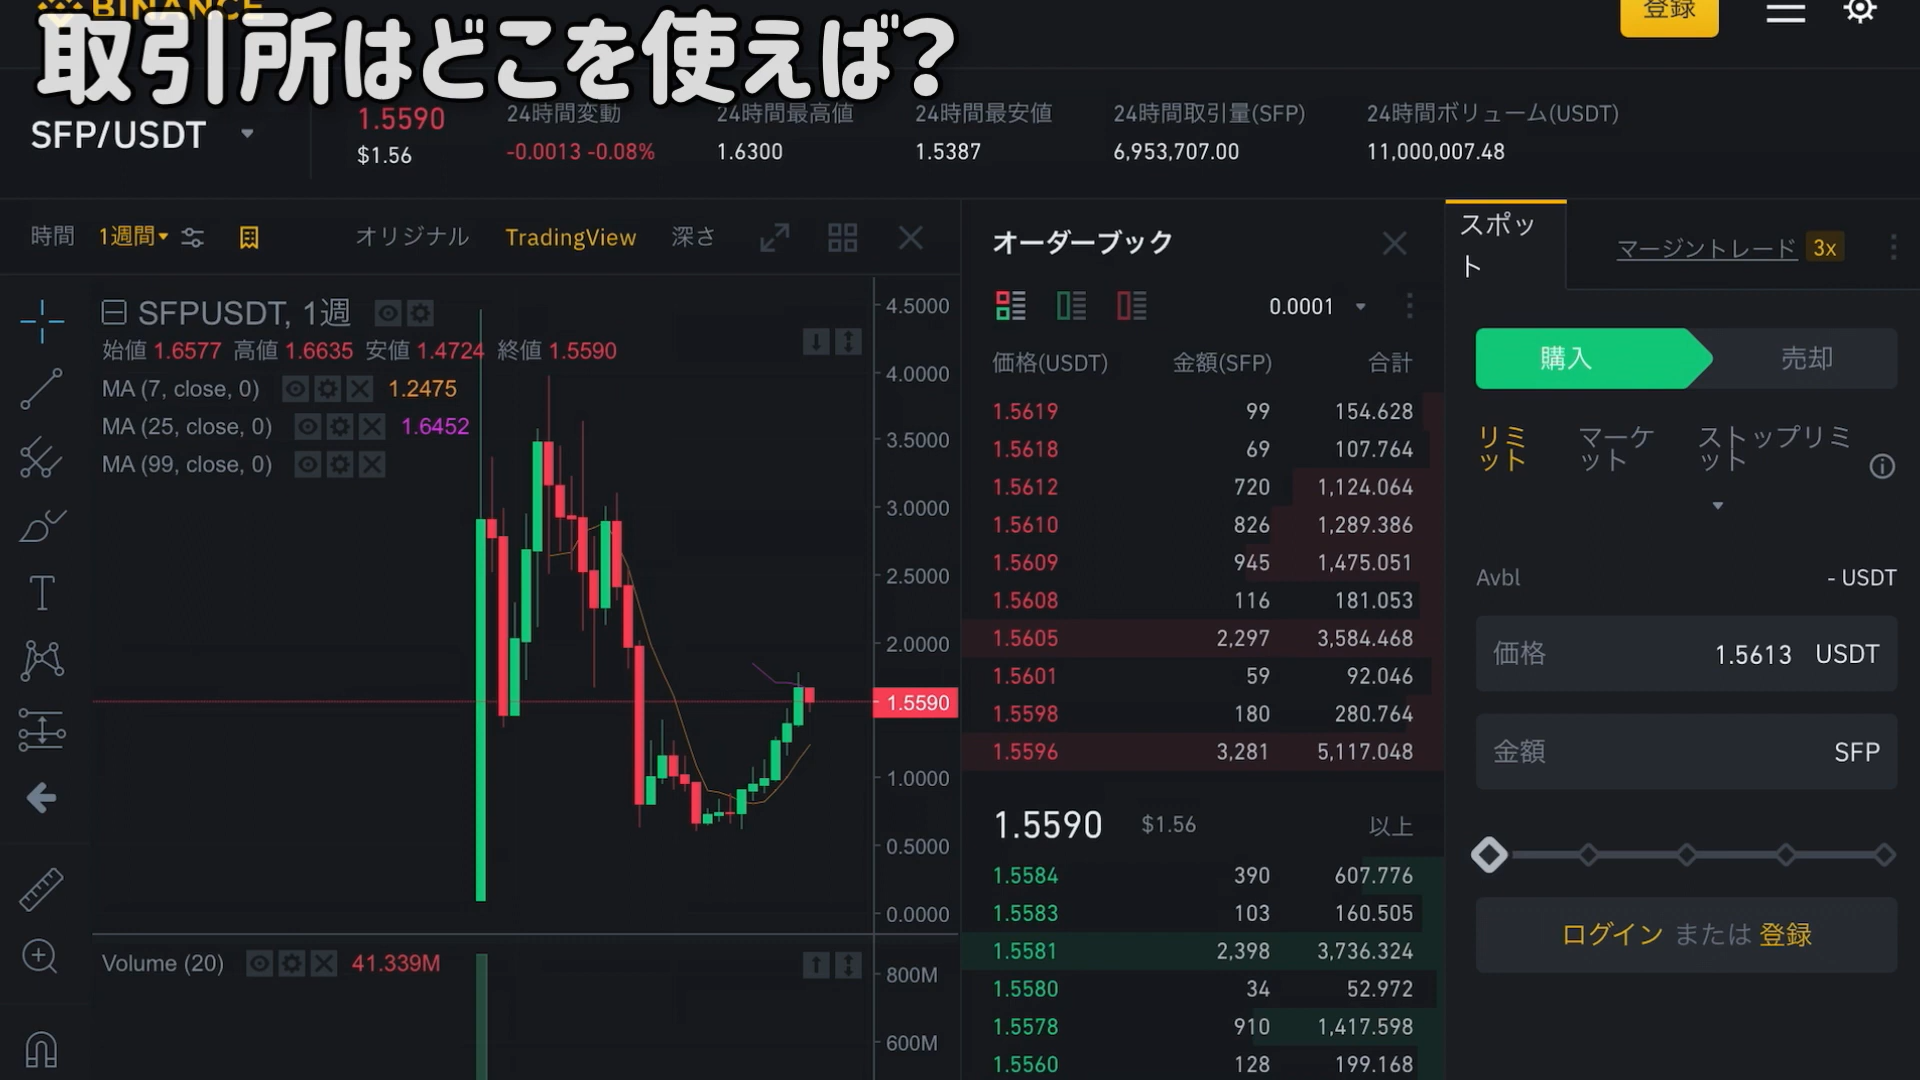 BINANCE
取引所はどこを使えば?
登録
SFP/USDT
1.5590
$1.56
24時間変動
-0.0013 -0.08%
24時間最高値
1.6300
24時間最安値
1.5387
24時間取引量(SFP)
6,953,707.00
24時間ボリューム(USDT)
11,000,007.48
時間 1週間 オリジナル TradingView 深さ
SFPUSDT, 1週
始値 1.6577 高値 1.6635 安値 1.4724 終値 1.5590
MA (7, close, 0) 1.2475
MA (25, close, 0) 1.6452
MA (99, close, 0)
4.5000
4.0000
3.5000
3.0000
2.5000
2.0000
1.5590
1.0000
0.5000
0.0000
Volume (20) 41.339M
800M
600M
オーダーブック
0.0001
価格(USDT) 金額(SFP) 合計
1.5619 99 154.628
1.5618 69 107.764
1.5612 720 1,124.064
1.5610 826 1,289.386
1.5609 945 1,475.051
1.5608 116 181.053
1.5605 2,297 3,584.468
1.5601 59 92.046
1.5598 180 280.764
1.5596 3,281 5,117.048
1.5590 $1.56 以上
1.5584 390 607.776
1.5583 103 160.505
1.5581 2,398 3,736.324
1.5580 34 52.972
1.5578 910 1,417.598
1.5560 128 199.168
スポッ
ト
マージントレード 3x
購入 売却
リミ
ット
マーケ
ット
ストップリミ
ット
Avbl - USDT
価格 1.5613 USDT
金額 SFP
ログイン または 登録